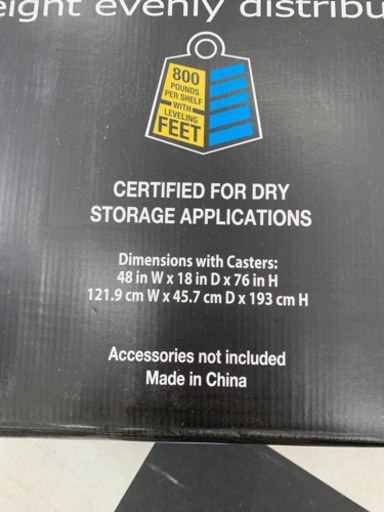 evenly
800
POUNDS
PER SHELF
WITH
LEVELING
FEET
CERTIFIED FOR DRY
STORAGE APPLICATIONS
Dimensions with Casters:
48 in W x 18 in D x 76 in H
121.9 cm W x 45.7 cm D x 193 cm H
Accessories not included
Made in China